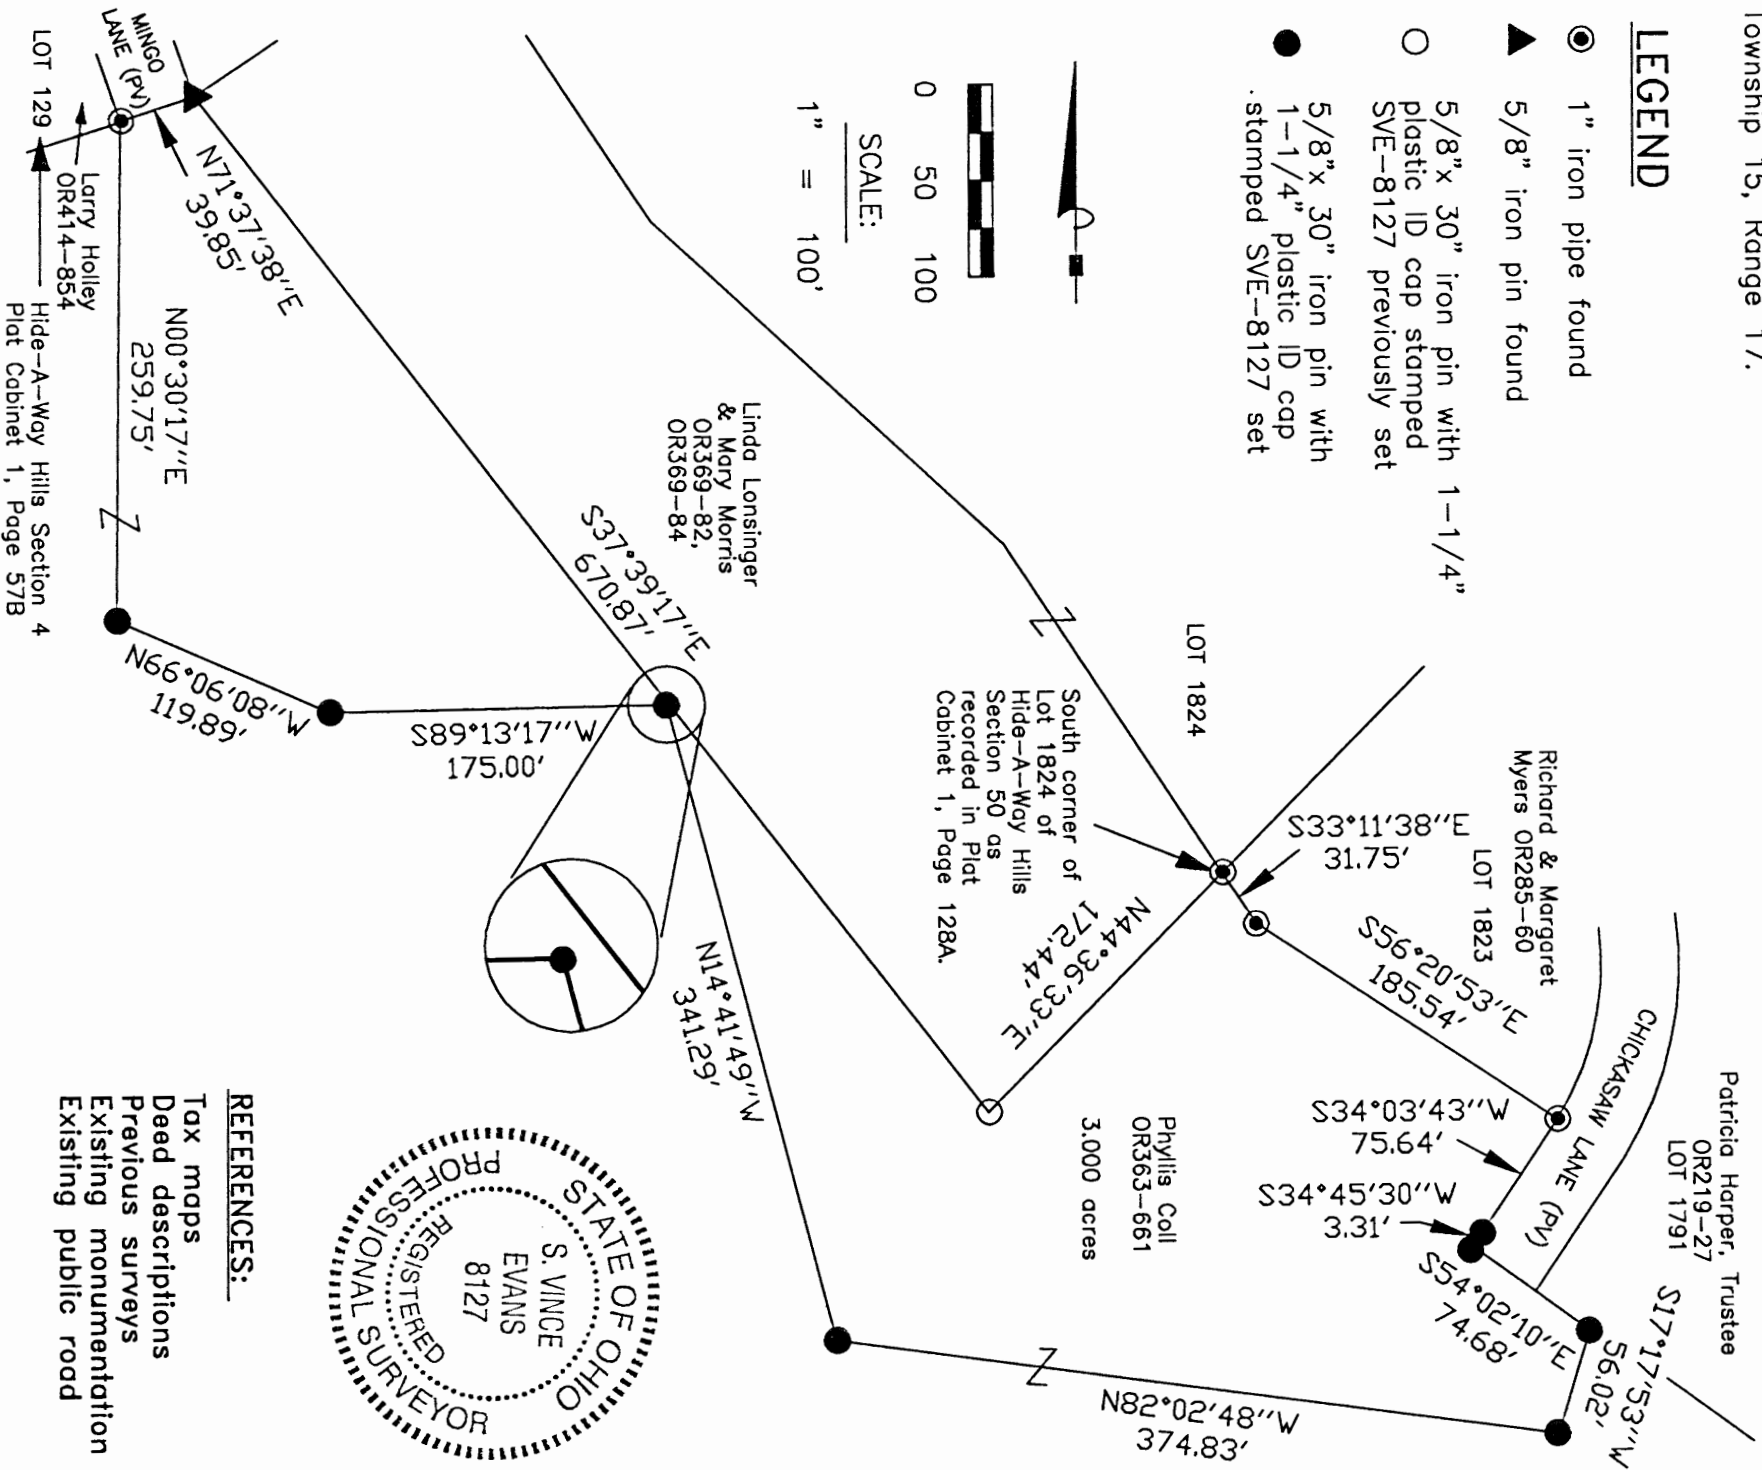 Township 15, Range 17.
LEGEND
1" iron pipe found
5/8" iron pin found
5/8"x 30" iron pin with 1-1/4"
plastic ID cap stamped
SVE-8127 previously set
5/8"x 30" iron pin with
1-1/4" plastic ID cap
stamped SVE-8127 set
0 50 100
SCALE:
1" = 100'
MINGO
LANE (PV)
LOT 129
Larry Holley
OR414-854
Hide-A-Way Hills Section 4
Plat Cabinet 1, Page 57B
N71°37'38"E
39.85'
N00°30'17"E
259.75'
N66°06'08"W
119.89'
S89°13'17"W
175.00'
Linda Lonsinger
& Mary Morris
OR369-82,
OR369-84
S37°39'17"E
670.87'
LOT 1824
South corner of
Lot 1824 of
Hide-A-Way Hills
Section 50 as
recorded in Plat
Cabinet 1, Page 128A.
N44°36'33"E
172.44'
Richard & Margaret
Myers OR285-60
LOT 1823
S33°11'38"E
31.75'
S56°20'53"E
185.54'
CHICKASAW LANE (PV)
Patricia Harper, Trustee
OR219-27
LOT 1791
S34°03'43"W
75.64'
S34°45'30"W
3.31'
S54°02'10"E
74.68'
S17°17'53"W
56.02'
N82°02'48"W
374.83'
N14°41'49"W
341.29'
Phyllis Coll
OR363-661
3.000 acres
STATE OF OHIO
S. VINCE
EVANS
8127
REGISTERED
PROFESSIONAL SURVEYOR
REFERENCES:
Tax maps
Deed descriptions
Previous surveys
Existing monumentation
Existing public road